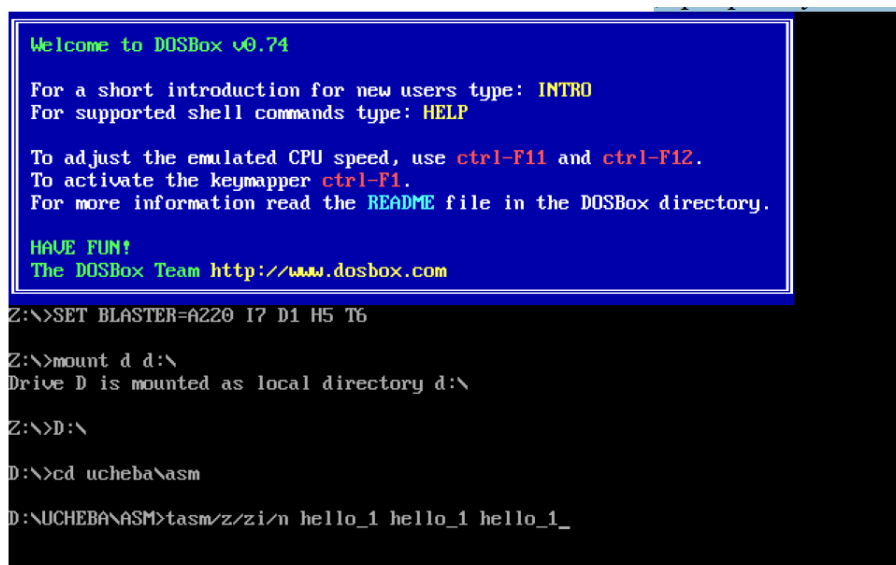 Welcome to DOSBox v0.74
For a short introduction for new users type: INTRO
For supported shell commands type: HELP
To adjust the emulated CPU speed, use ctrl-F11 and ctrl-F12.
To activate the keymapper ctrl-F1.
For more information read the README file in the DOSBox directory.
HAVE FUN!
The DOSBox Team http://www.dosbox.com
Z:\>SET BLASTER=A220 I7 D1 H5 T6
Z:\>mount d d:\
Drive D is mounted as local directory d:\
Z:\>D:\
D:\>cd ucheba\asm
D:\UCHEBA\ASM>tasm/z/zi/n hello_1 hello_1 hello_1_